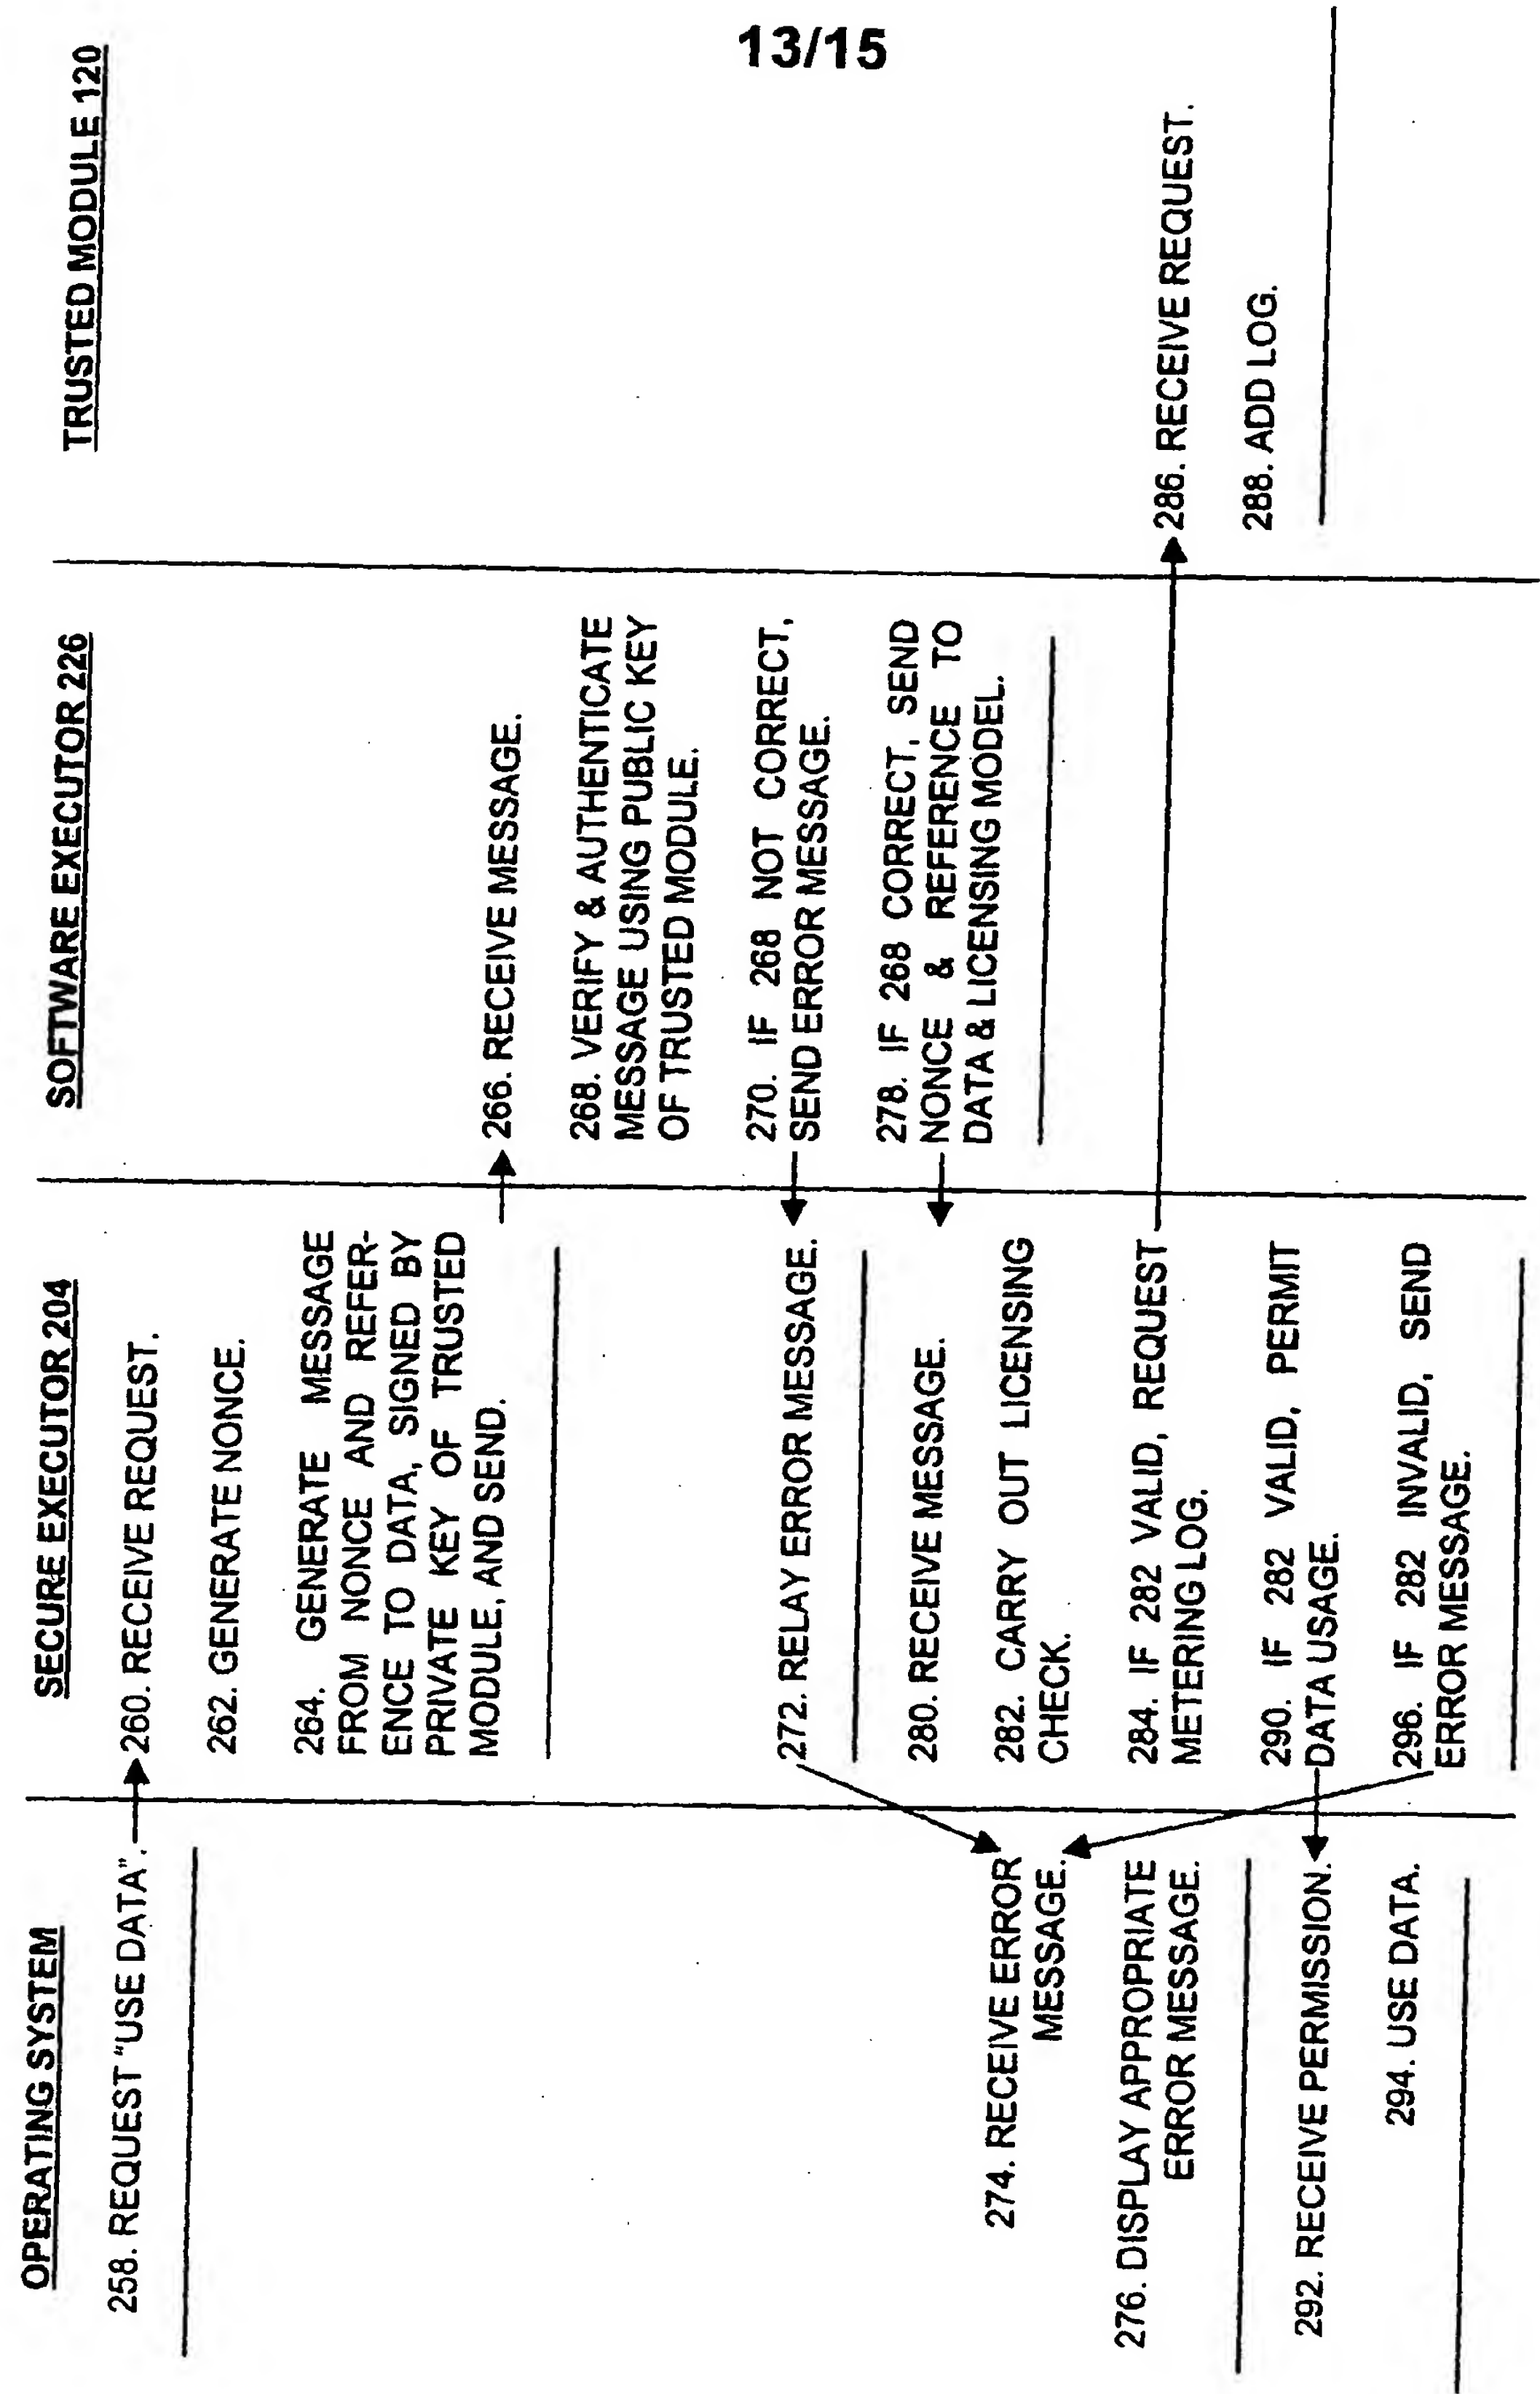 13/15
OPERATING SYSTEM
258. REQUEST "USE DATA".
274. RECEIVE ERROR
MESSAGE.
276. DISPLAY APPROPRIATE
ERROR MESSAGE.
292. RECEIVE PERMISSION.
294. USE DATA.
SECURE EXECUTOR 204
260. RECEIVE REQUEST.
262. GENERATE NONCE.
264. GENERATE MESSAGE
FROM NONCE AND REFER-
ENCE TO DATA, SIGNED BY
PRIVATE KEY OF TRUSTED
MODULE, AND SEND.
272. RELAY ERROR MESSAGE.
280. RECEIVE MESSAGE.
282. CARRY OUT LICENSING
CHECK.
284. IF 282 VALID, REQUEST
METERING LOG.
290. IF 282 VALID, PERMIT
DATA USAGE.
296. IF 282 INVALID, SEND
ERROR MESSAGE.
SOFTWARE EXECUTOR 226
266. RECEIVE MESSAGE.
268. VERIFY & AUTHENTICATE
MESSAGE USING PUBLIC KEY
OF TRUSTED MODULE.
270. IF 268 NOT CORRECT,
SEND ERROR MESSAGE.
278. IF 268 CORRECT, SEND
NONCE & REFERENCE TO
DATA & LICENSING MODEL.
TRUSTED MODULE 120
286. RECEIVE REQUEST.
288. ADD LOG.